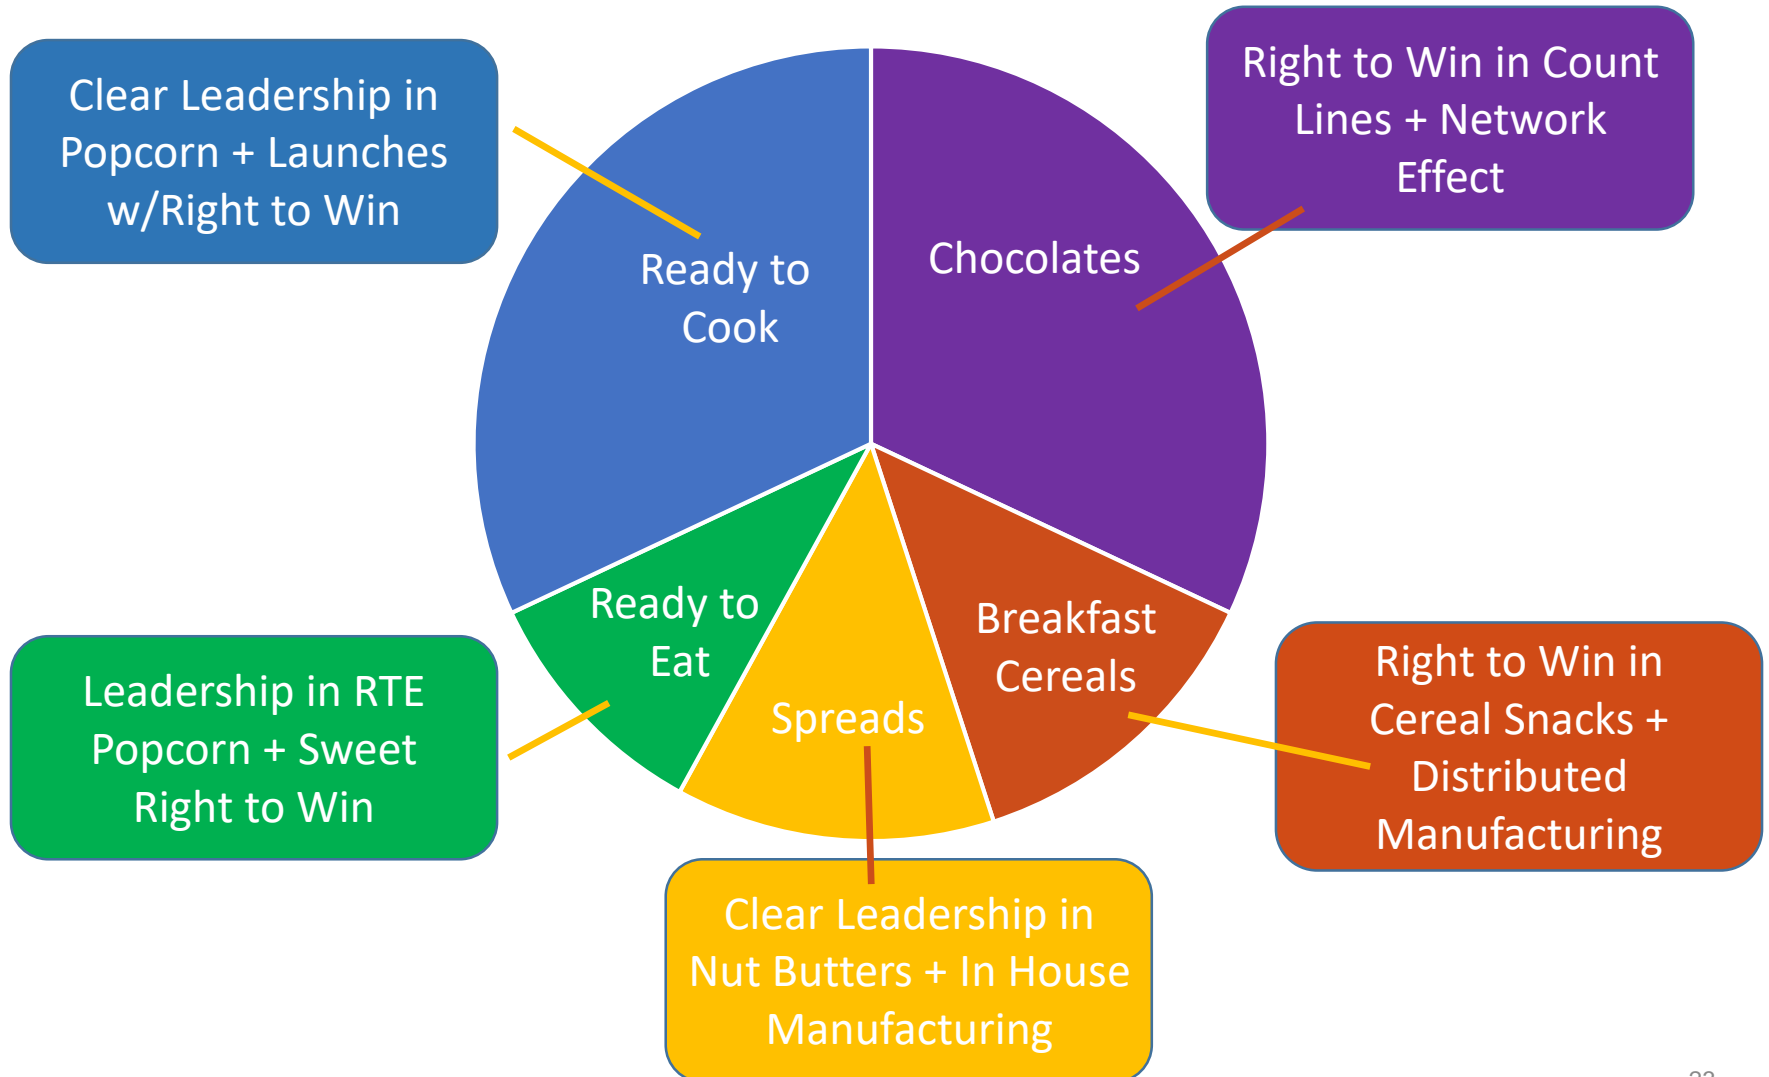 Clear Leadership in
Popcorn + Launches
w/Right to Win
Right to Win in Count
Lines + Network
Effect
Ready to
Cook
Chocolates
Ready to
Eat
Spreads
Breakfast
Cereals
Leadership in RTE
Popcorn + Sweet
Right to Win
Right to Win in
Cereal Snacks +
Distributed
Manufacturing
Clear Leadership in
Nut Butters + In House
Manufacturing